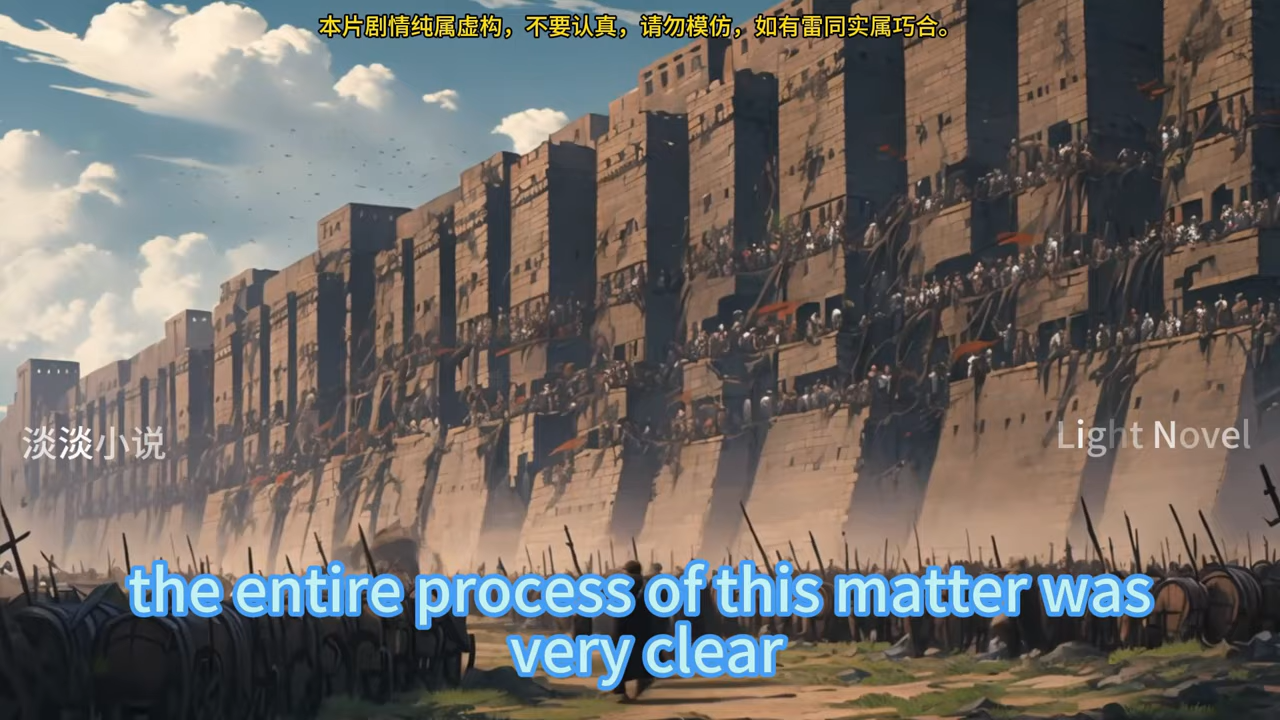 本片剧情纯属虚构，不要认真，请勿模仿，如有雷同实属巧合。
淡淡小说
Light Novel
the entire process of this matter was
very clear